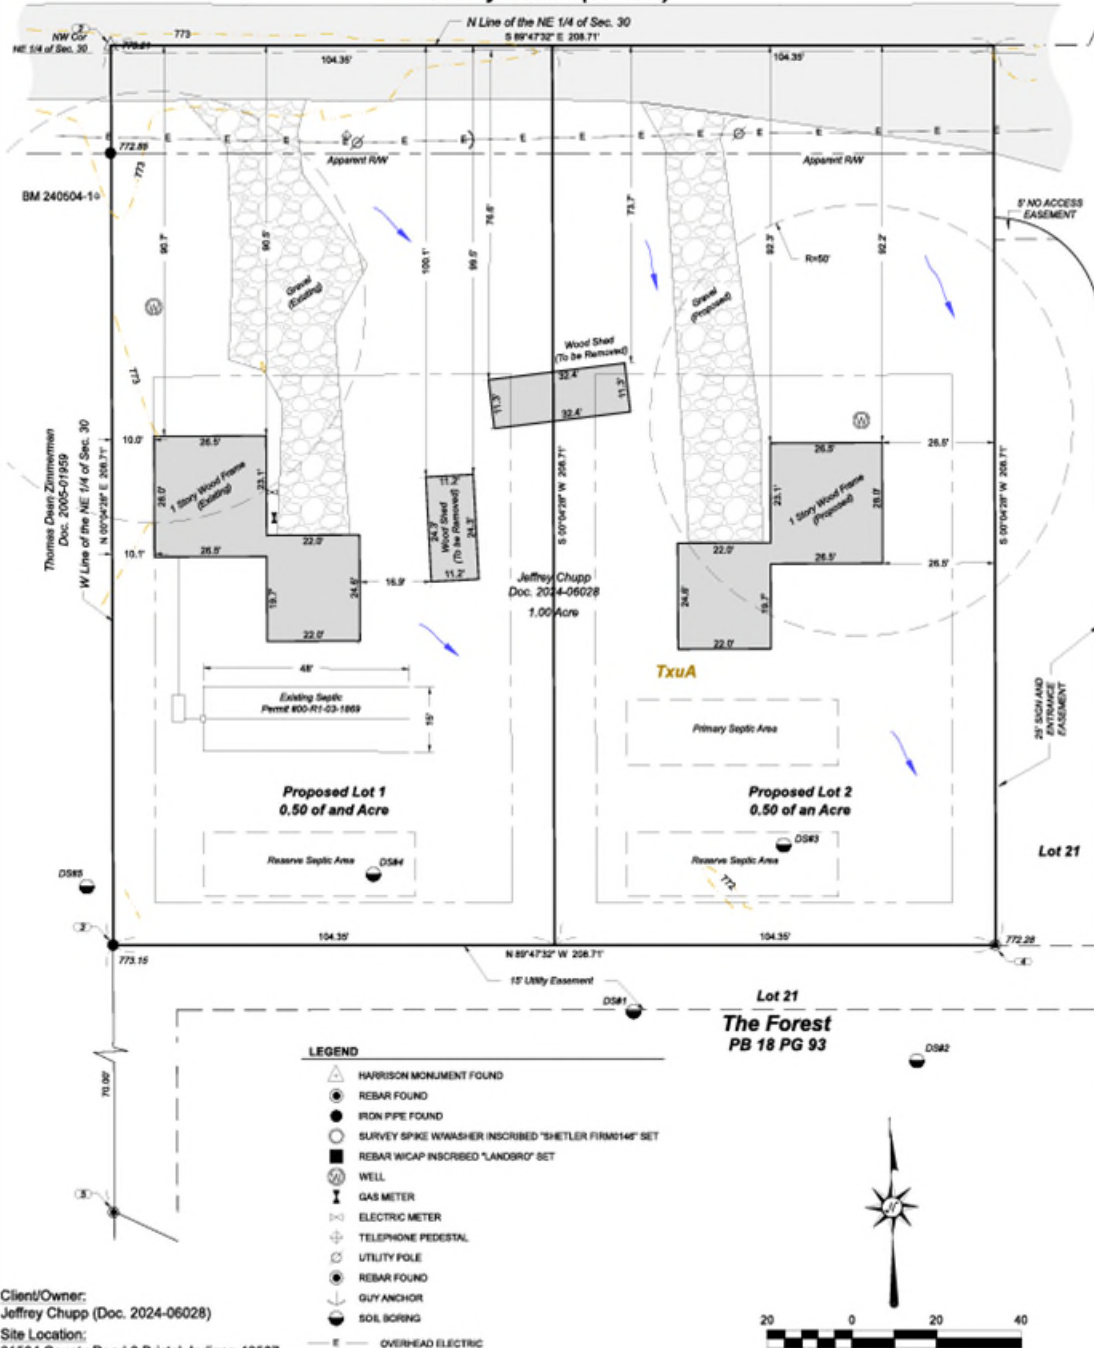 N Line of the NE 1/4 of Sec. 30
S 89°47'32" E 208.71'
NW Cor
NE 1/4 of Sec. 30
2
773
773.21
104.35'
104.35'
E E E E E E E E E E E E
772.85
Apparent R/W
Apparent R/W
773
BM 240504-1
5' NO ACCESS
EASEMENT
90.7'
90.5'
100.1'
99.5'
76.6'
73.7'
92.3'
92.2'
R=50'
Gravel
(Existing)
Gravel
(Proposed)
W
Wood Shed
(To be Removed)
32.4'
11.3'
11.3'
32.4'
773
W
10.0'
26.5'
26.5'
26.5'
28.0'
1 Story Wood Frame
(Existing)
23.1'
11.2'
24.3'
Wood Shed
(To be Removed)
24.3'
11.2'
23.1'
1 Story Wood Frame
(Proposed)
28.0'
Thomas Dean Zimmerman
Doc. 2005-01959
W Line of the NE 1/4 of Sec. 30
N 00°04'28" E 208.71'
S 00°04'28" W 208.71'
S 00°04'28" W 208.71'
10.1'
26.5'
22.0'
22.0'
26.5'
26.5'
19.7'
24.6'
16.9'
24.6'
19.7'
22.0'
22.0'
Jeffrey Chupp
Doc. 2024-06028
1.00 Acre
TxuA
48'
Existing Septic
Permit #00-R1-03-1869
15'
Primary Septic Area
25' SIGN AND
ENTRANCE
EASEMENT
Proposed Lot 1
0.50 of and Acre
Proposed Lot 2
0.50 of an Acre
Reserve Septic Area
DS#4
Reserve Septic Area
DS#3
Lot 21
DS#5
772
3
104.35'
104.35'
772.28
773.15
N 89°47'32" W 208.71'
4
15' Utility Easement
DS#1
Lot 21
The Forest
PB 18 PG 93
DS#2
70.00'
5
LEGEND
HARRISON MONUMENT FOUND
REBAR FOUND
IRON PIPE FOUND
SURVEY SPIKE W/WASHER INSCRIBED "SHETLER FIRM0146" SET
REBAR W/CAP INSCRIBED "LANDBRO" SET
WELL
GAS METER
ELECTRIC METER
TELEPHONE PEDESTAL
UTILITY POLE
REBAR FOUND
GUY ANCHOR
SOIL BORING
E OVERHEAD ELECTRIC
N
Client/Owner:
Jeffrey Chupp (Doc. 2024-06028)
Site Location:
20 0 20 40